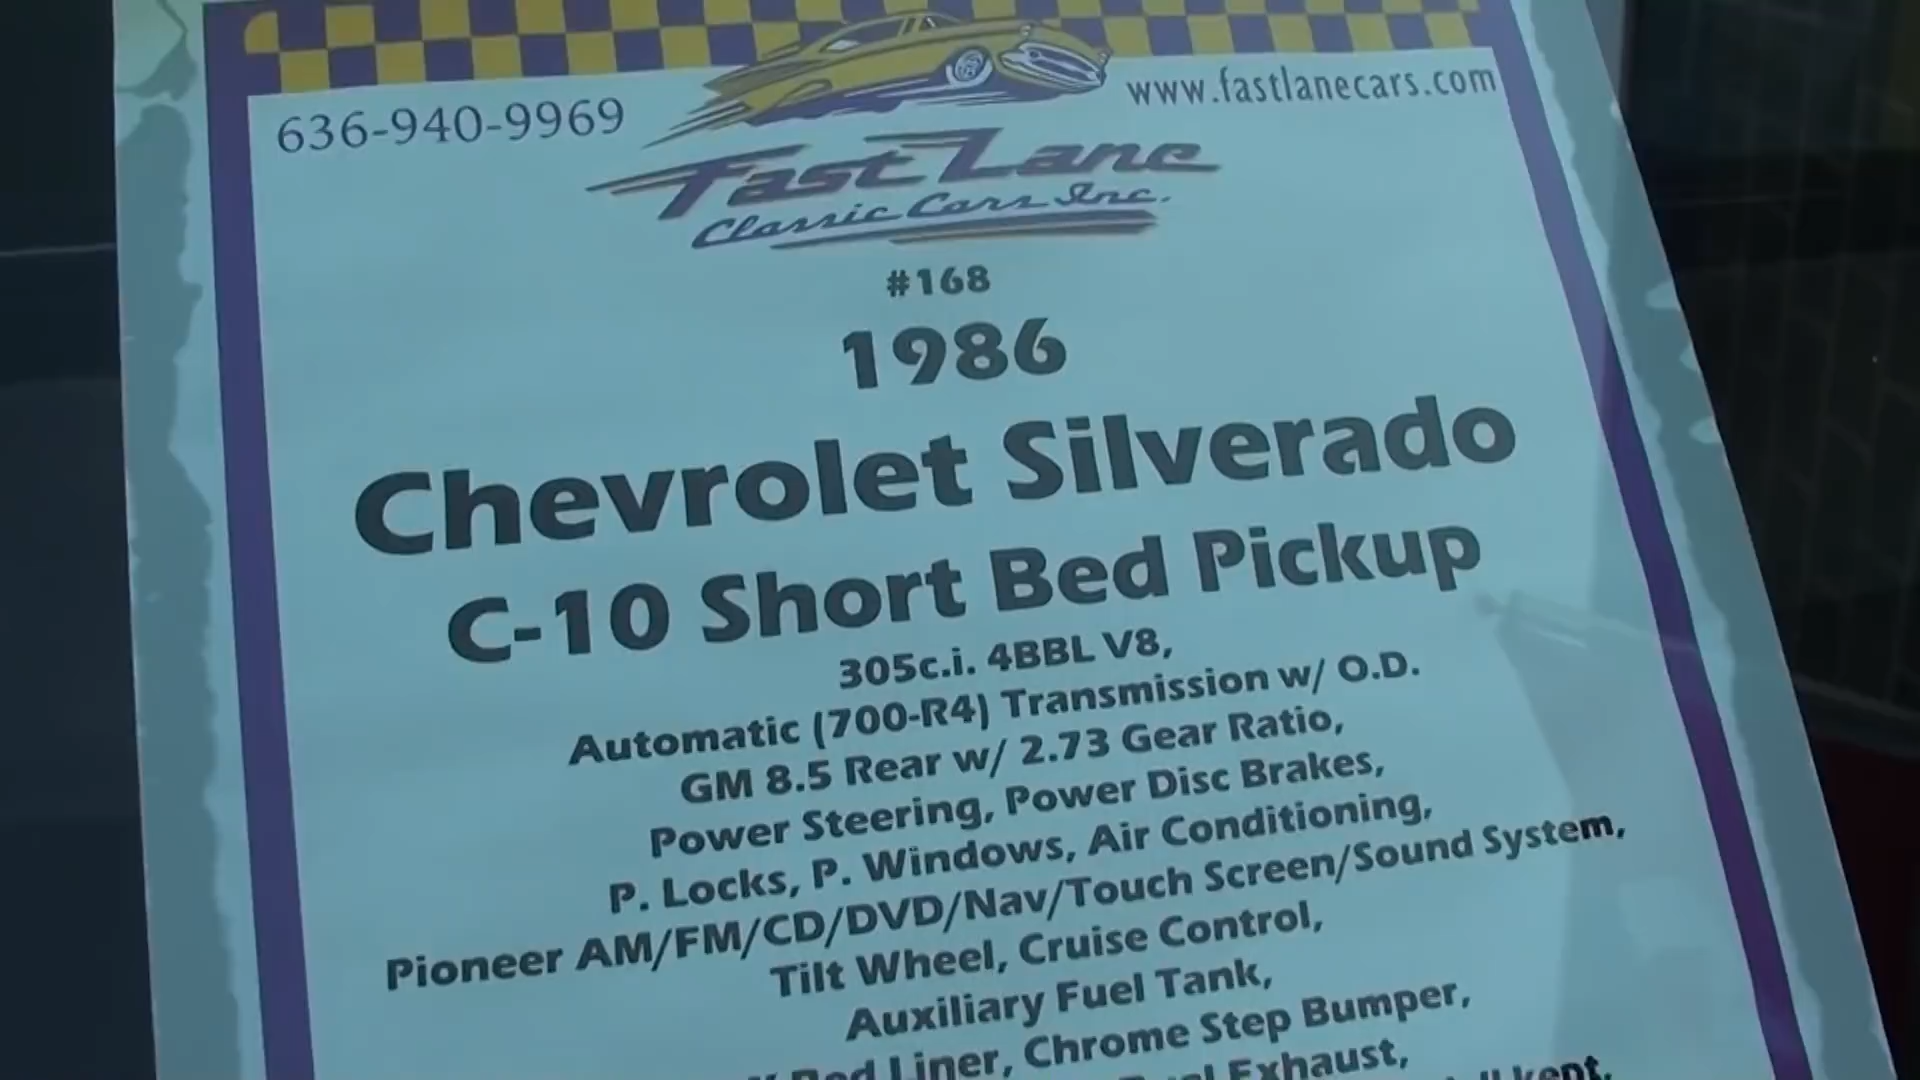 636-940-9969
www.fastlanecars.com
Fast Lane
Classic Cars Inc.
#168
1986
Chevrolet Silverado
C-10 Short Bed Pickup
305c.i. 4BBL V8,
Automatic (700-R4) Transmission w/ O.D.
GM 8.5 Rear w/ 2.73 Gear Ratio,
Power Steering, Power Disc Brakes,
P. Locks, P. Windows, Air Conditioning,
Pioneer AM/FM/CD/DVD/Nav/Touch Screen/Sound System,
Tilt Wheel, Cruise Control,
Auxiliary Fuel Tank,
Bed Liner, Chrome Step Bumper,
Exhaust,
kept,